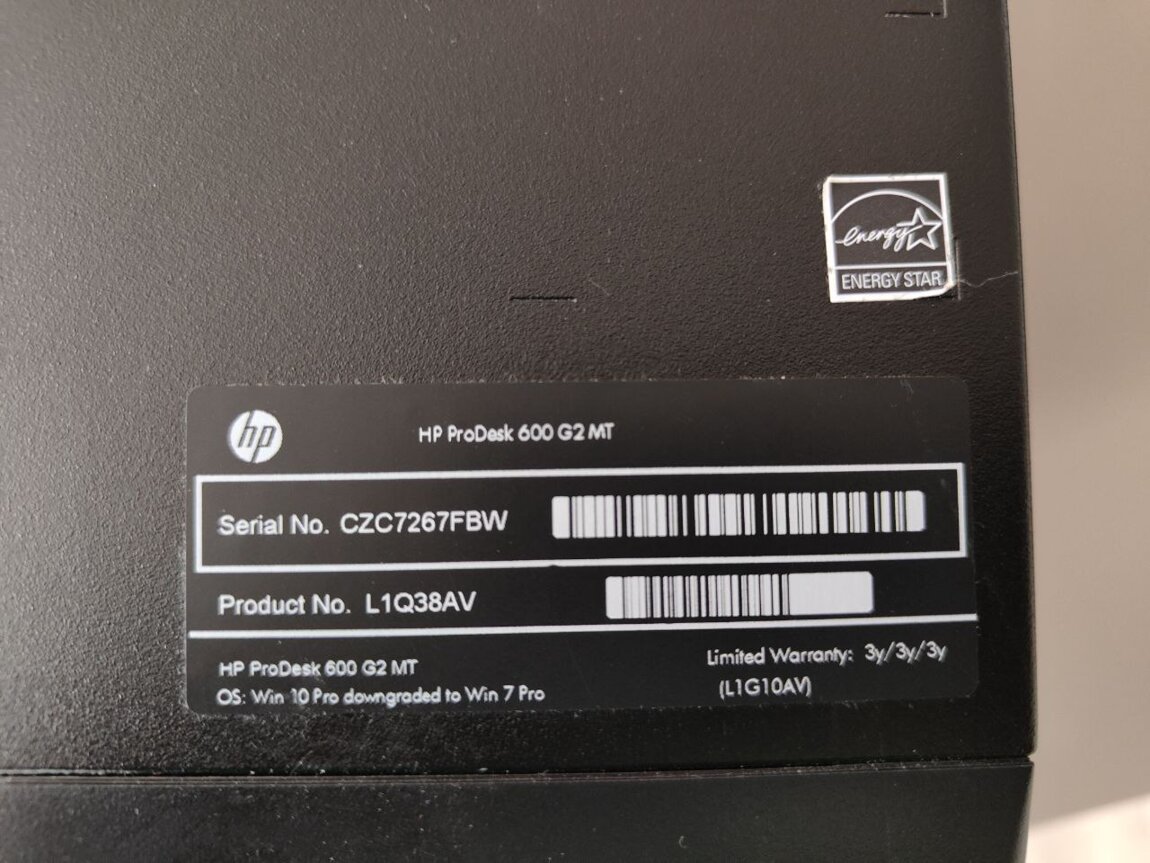 energy
ENERGY STAR
hp
HP ProDesk 600 G2 MT
Serial No. CZC7267FBW
Product No. L1Q38AV
HP ProDesk 600 G2 MT
OS: Win 10 Pro downgraded to Win 7 Pro
Limited Warranty: 3y/3y/3y
(L1G10AV)